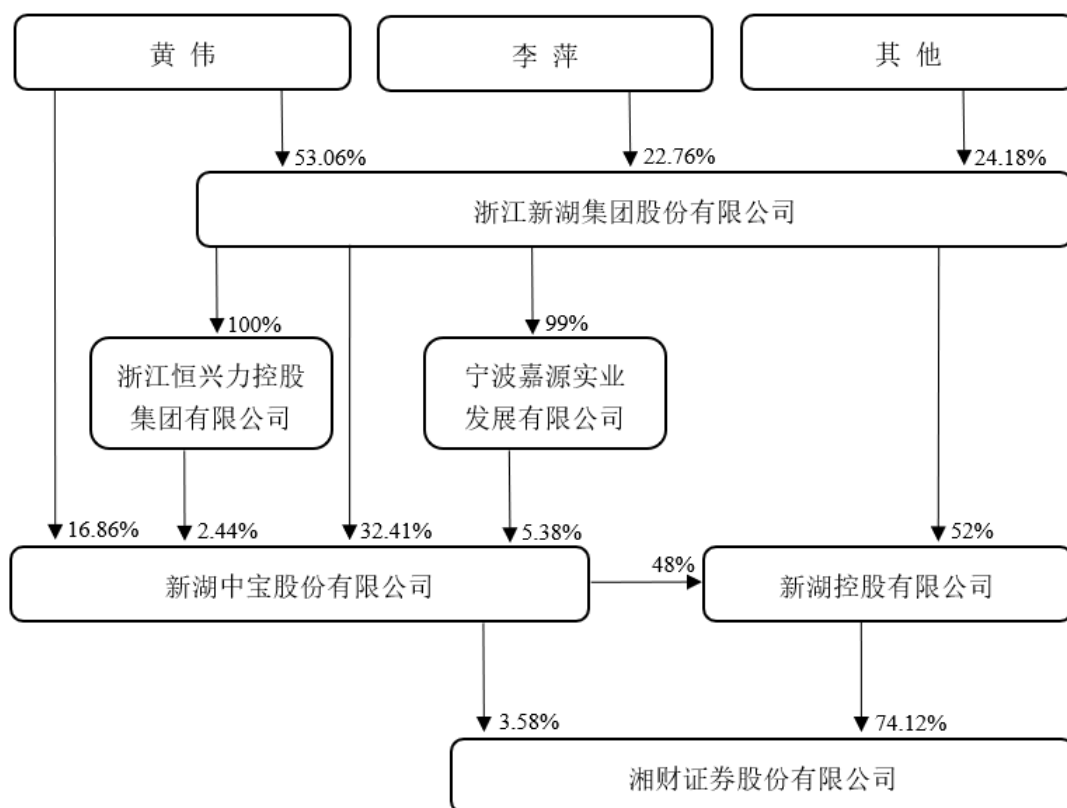 黄 伟
李 萍
其 他
53.06%
22.76%
24.18%
浙江新湖集团股份有限公司
100%
99%
浙江恒兴力控股
集团有限公司
宁波嘉源实业
发展有限公司
16.86%
2.44%
32.41%
5.38%
52%
新湖中宝股份有限公司
48%
新湖控股有限公司
3.58%
74.12%
湘财证券股份有限公司